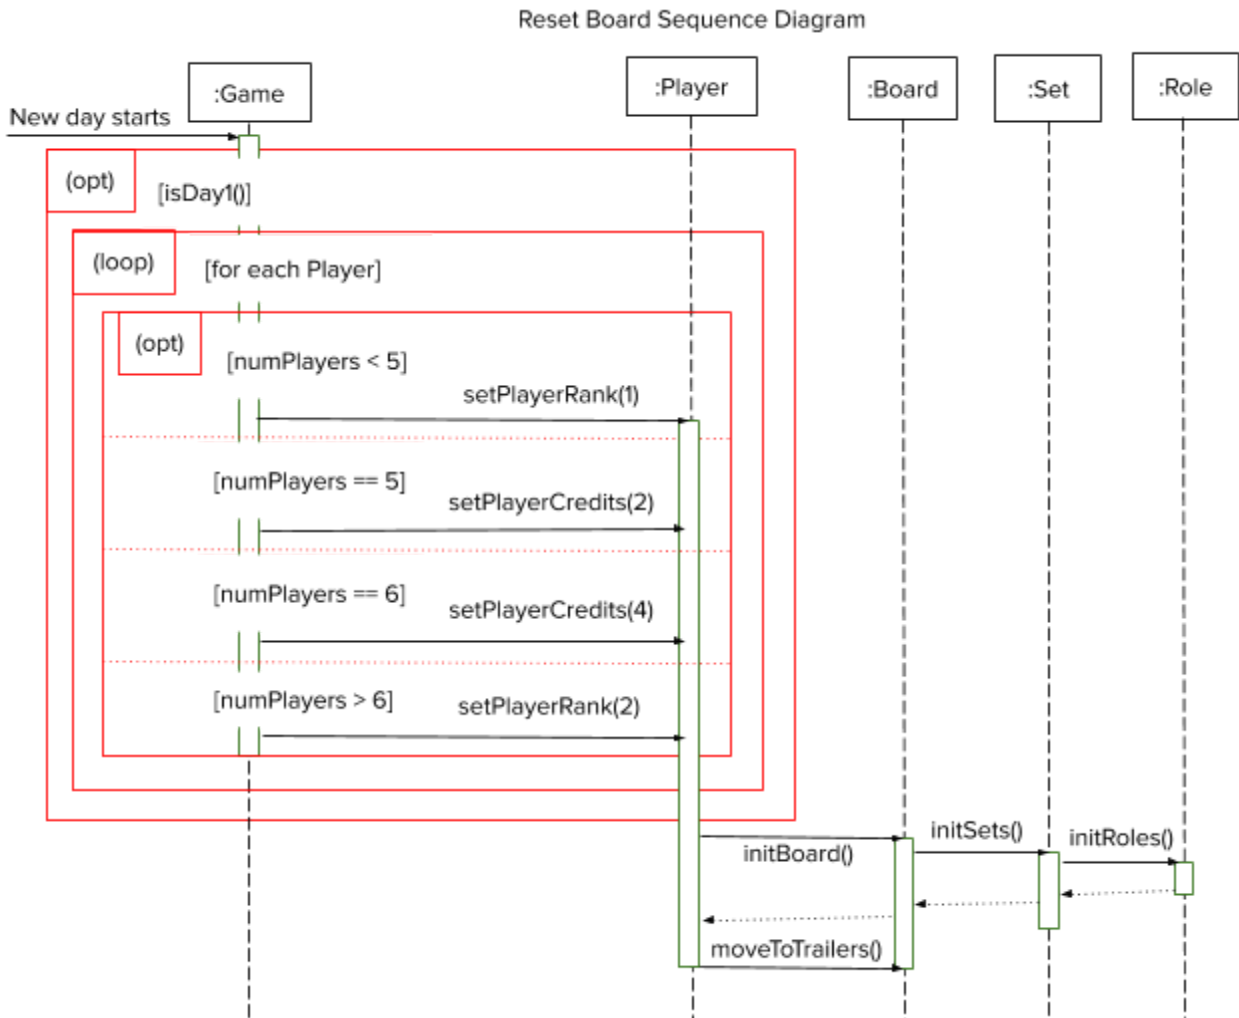 Reset Board Sequence Diagram
:Game
:Player
:Board
:Set
:Role
New day starts
(opt)
[isDay1()]
(loop)
[for each Player]
(opt)
[numPlayers < 5]
setPlayerRank(1)
[numPlayers == 5]
setPlayerCredits(2)
[numPlayers == 6]
setPlayerCredits(4)
[numPlayers > 6]
setPlayerRank(2)
initBoard()
initSets()
initRoles()
moveToTrailers()